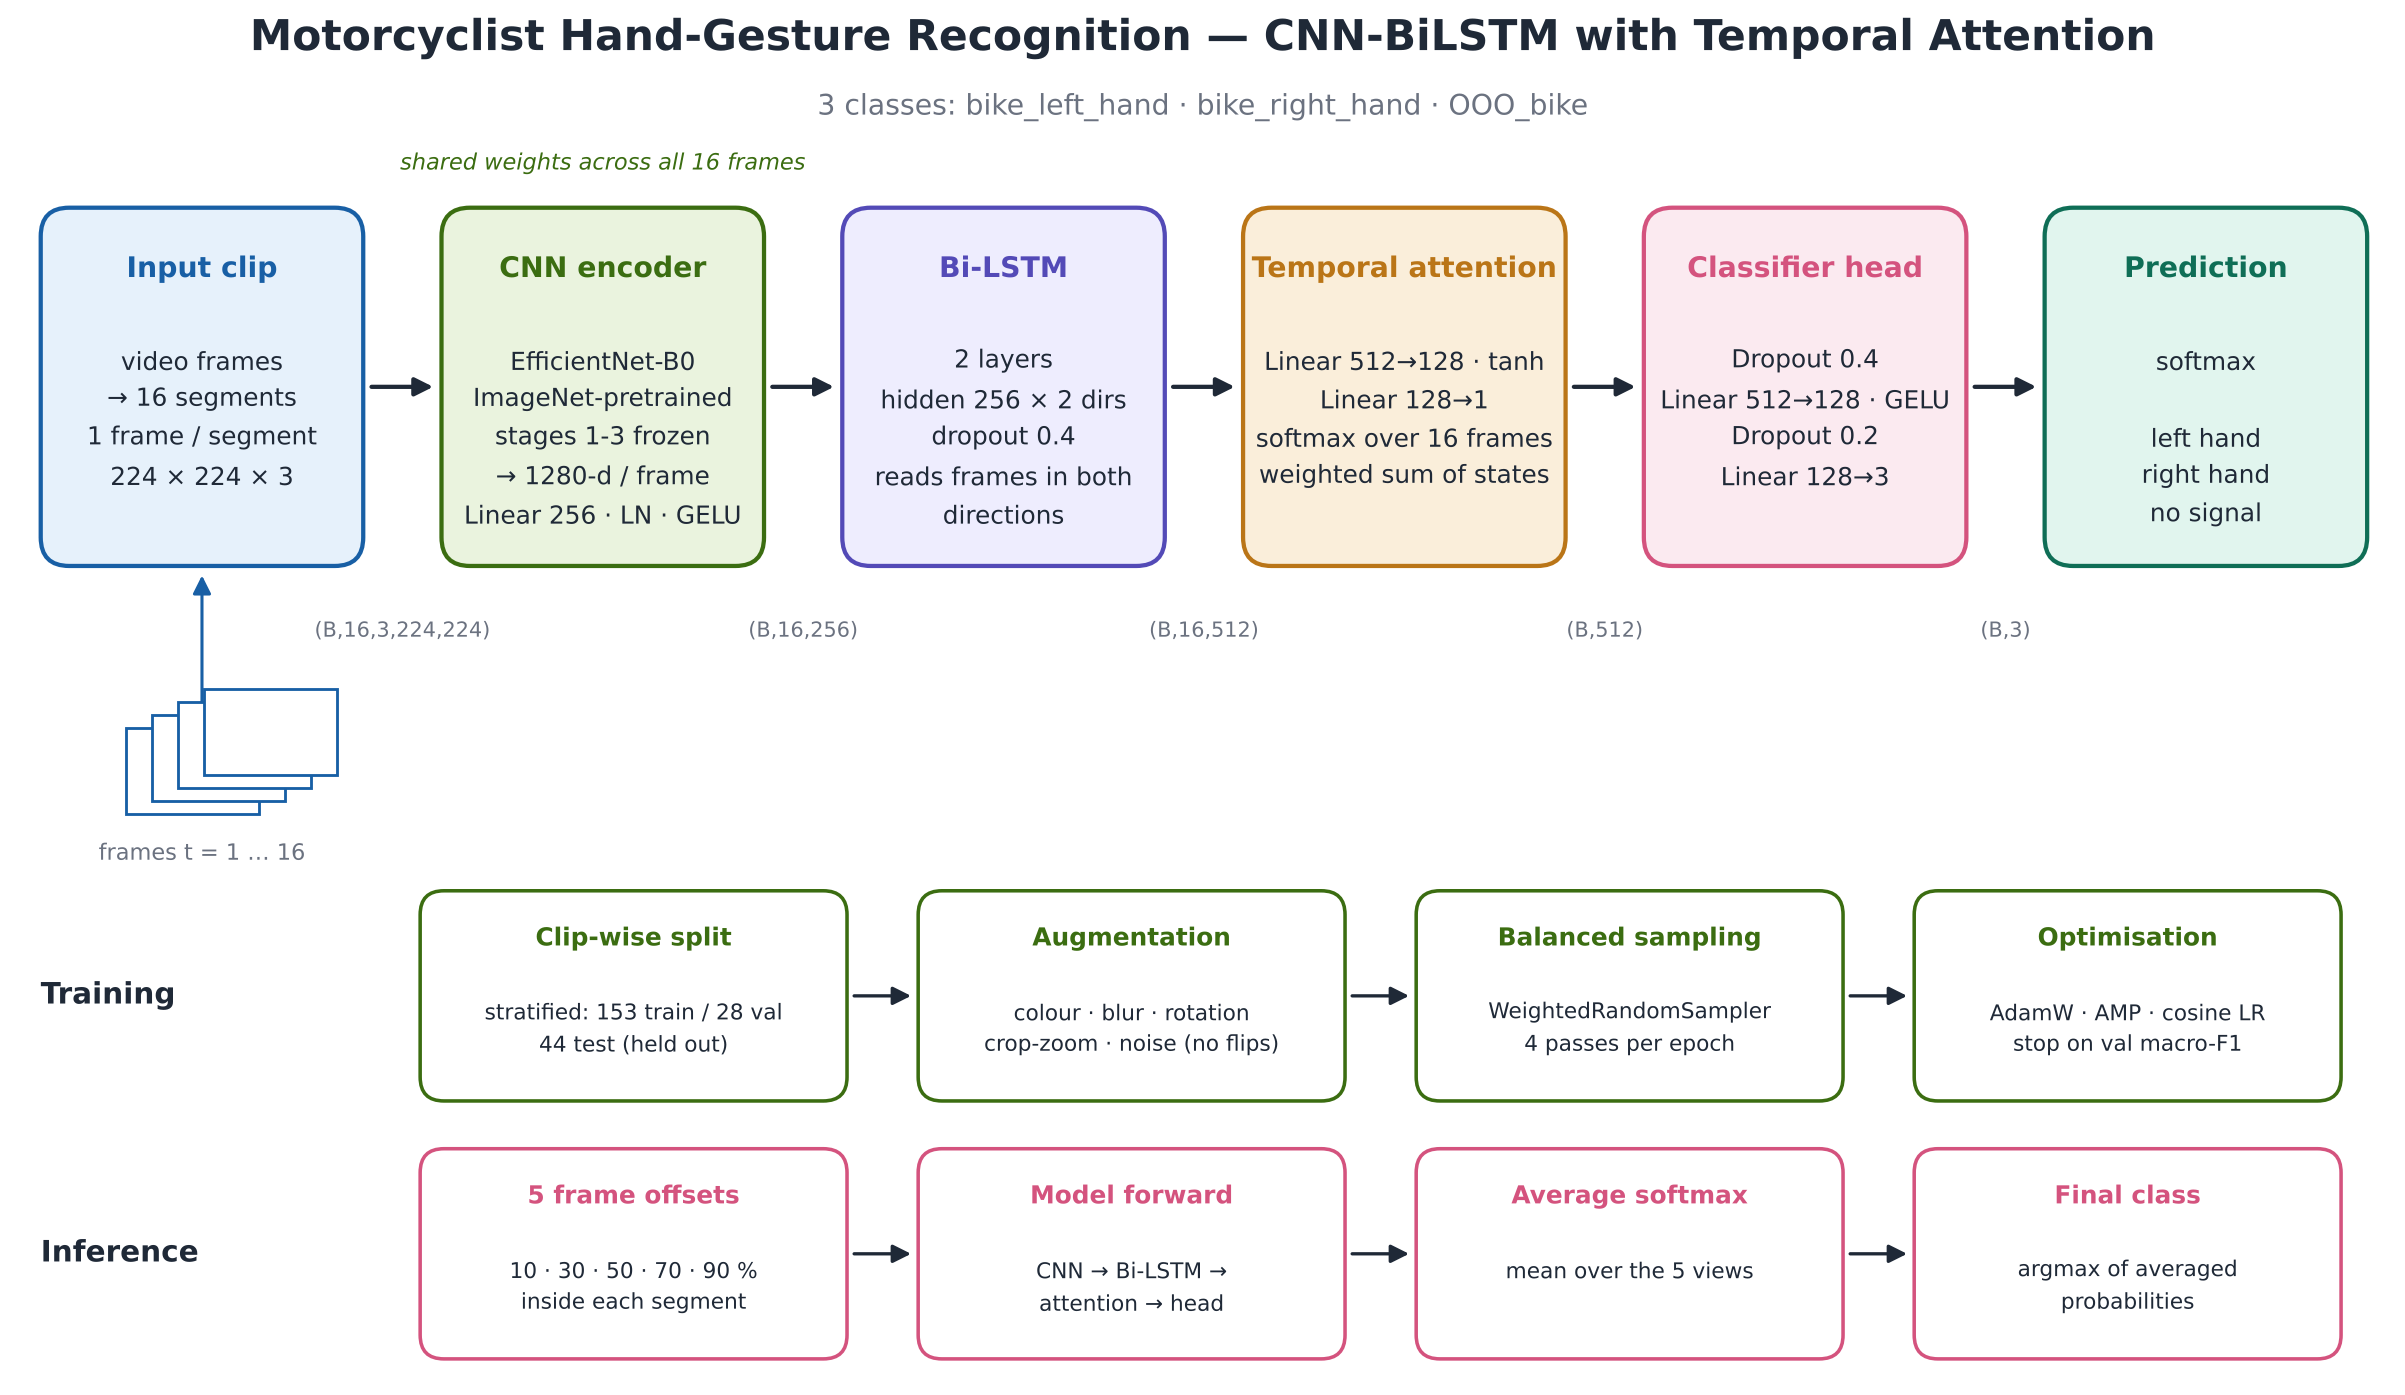 Motorcyclist Hand-Gesture Recognition — CNN-BiLSTM with Temporal Attention
3 classes: bike_left_hand · bike_right_hand · OOO_bike
shared weights across all 16 frames
Input clip
video frames
→ 16 segments
1 frame / segment
224 × 224 × 3
CNN encoder
EfficientNet-B0
ImageNet-pretrained
stages 1-3 frozen
→ 1280-d / frame
Linear 256 · LN · GELU
Bi-LSTM
2 layers
hidden 256 × 2 dirs
dropout 0.4
reads frames in both
directions
Temporal attention
Linear 512→128 · tanh
Linear 128→1
softmax over 16 frames
weighted sum of states
Classifier head
Dropout 0.4
Linear 512→128 · GELU
Dropout 0.2
Linear 128→3
Prediction
softmax
left hand
right hand
no signal
(B,16,3,224,224)
(B,16,256)
(B,16,512)
(B,512)
(B,3)
frames t = 1 … 16
Training
Clip-wise split
stratified: 153 train / 28 val
44 test (held out)
Augmentation
colour · blur · rotation
crop-zoom · noise (no flips)
Balanced sampling
WeightedRandomSampler
4 passes per epoch
Optimisation
AdamW · AMP · cosine LR
stop on val macro-F1
Inference
5 frame offsets
10 · 30 · 50 · 70 · 90 %
inside each segment
Model forward
CNN → Bi-LSTM →
attention → head
Average softmax
mean over the 5 views
Final class
argmax of averaged
probabilities